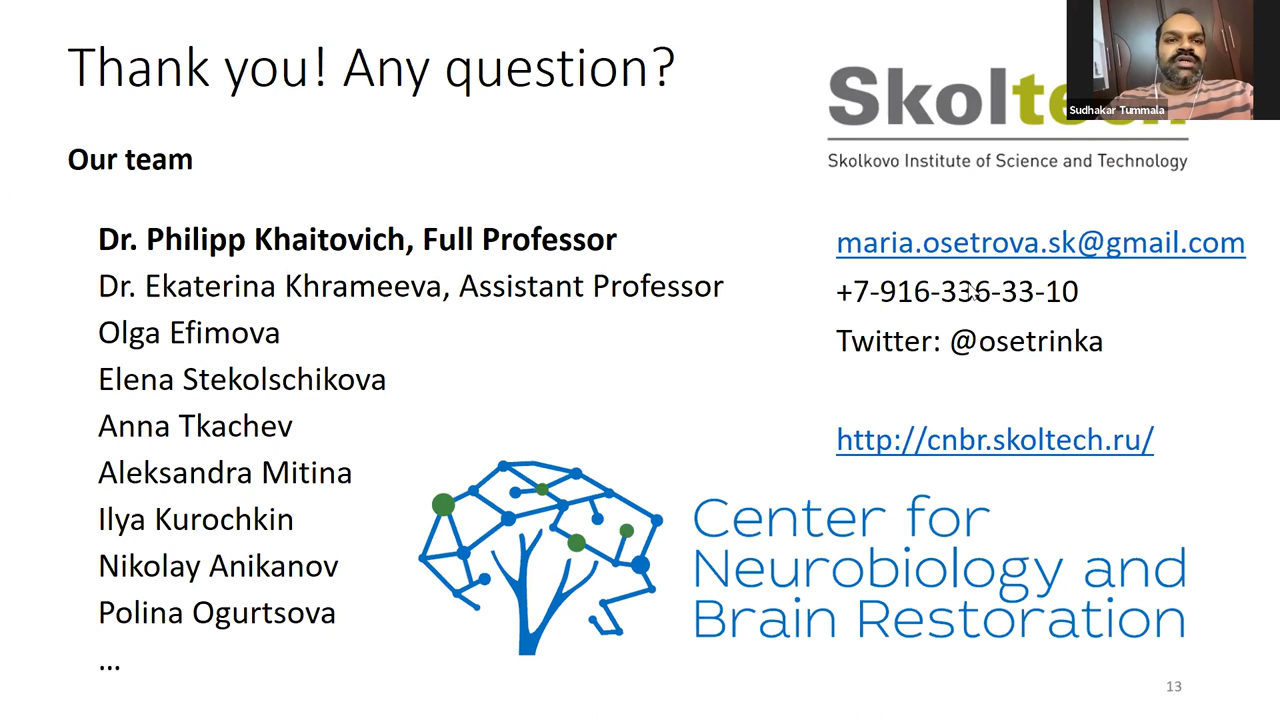 Thank you! Any question?
Sudhakar Tummala
Skolte
Skolkovo Institute of Science and Technology
Our team
Dr. Philipp Khaitovich, Full Professor
Dr. Ekaterina Khrameeva, Assistant Professor
Olga Efimova
Elena Stekolschikova
Anna Tkachev
Aleksandra Mitina
Ilya Kurochkin
Nikolay Anikanov
Polina Ogurtsova
...
maria.osetrova.sk@gmail.com
+7-916-336-33-10
Twitter: @osetrinka
http://cnbr.skoltech.ru/
Center for
Neurobiology and
Brain Restoration
13